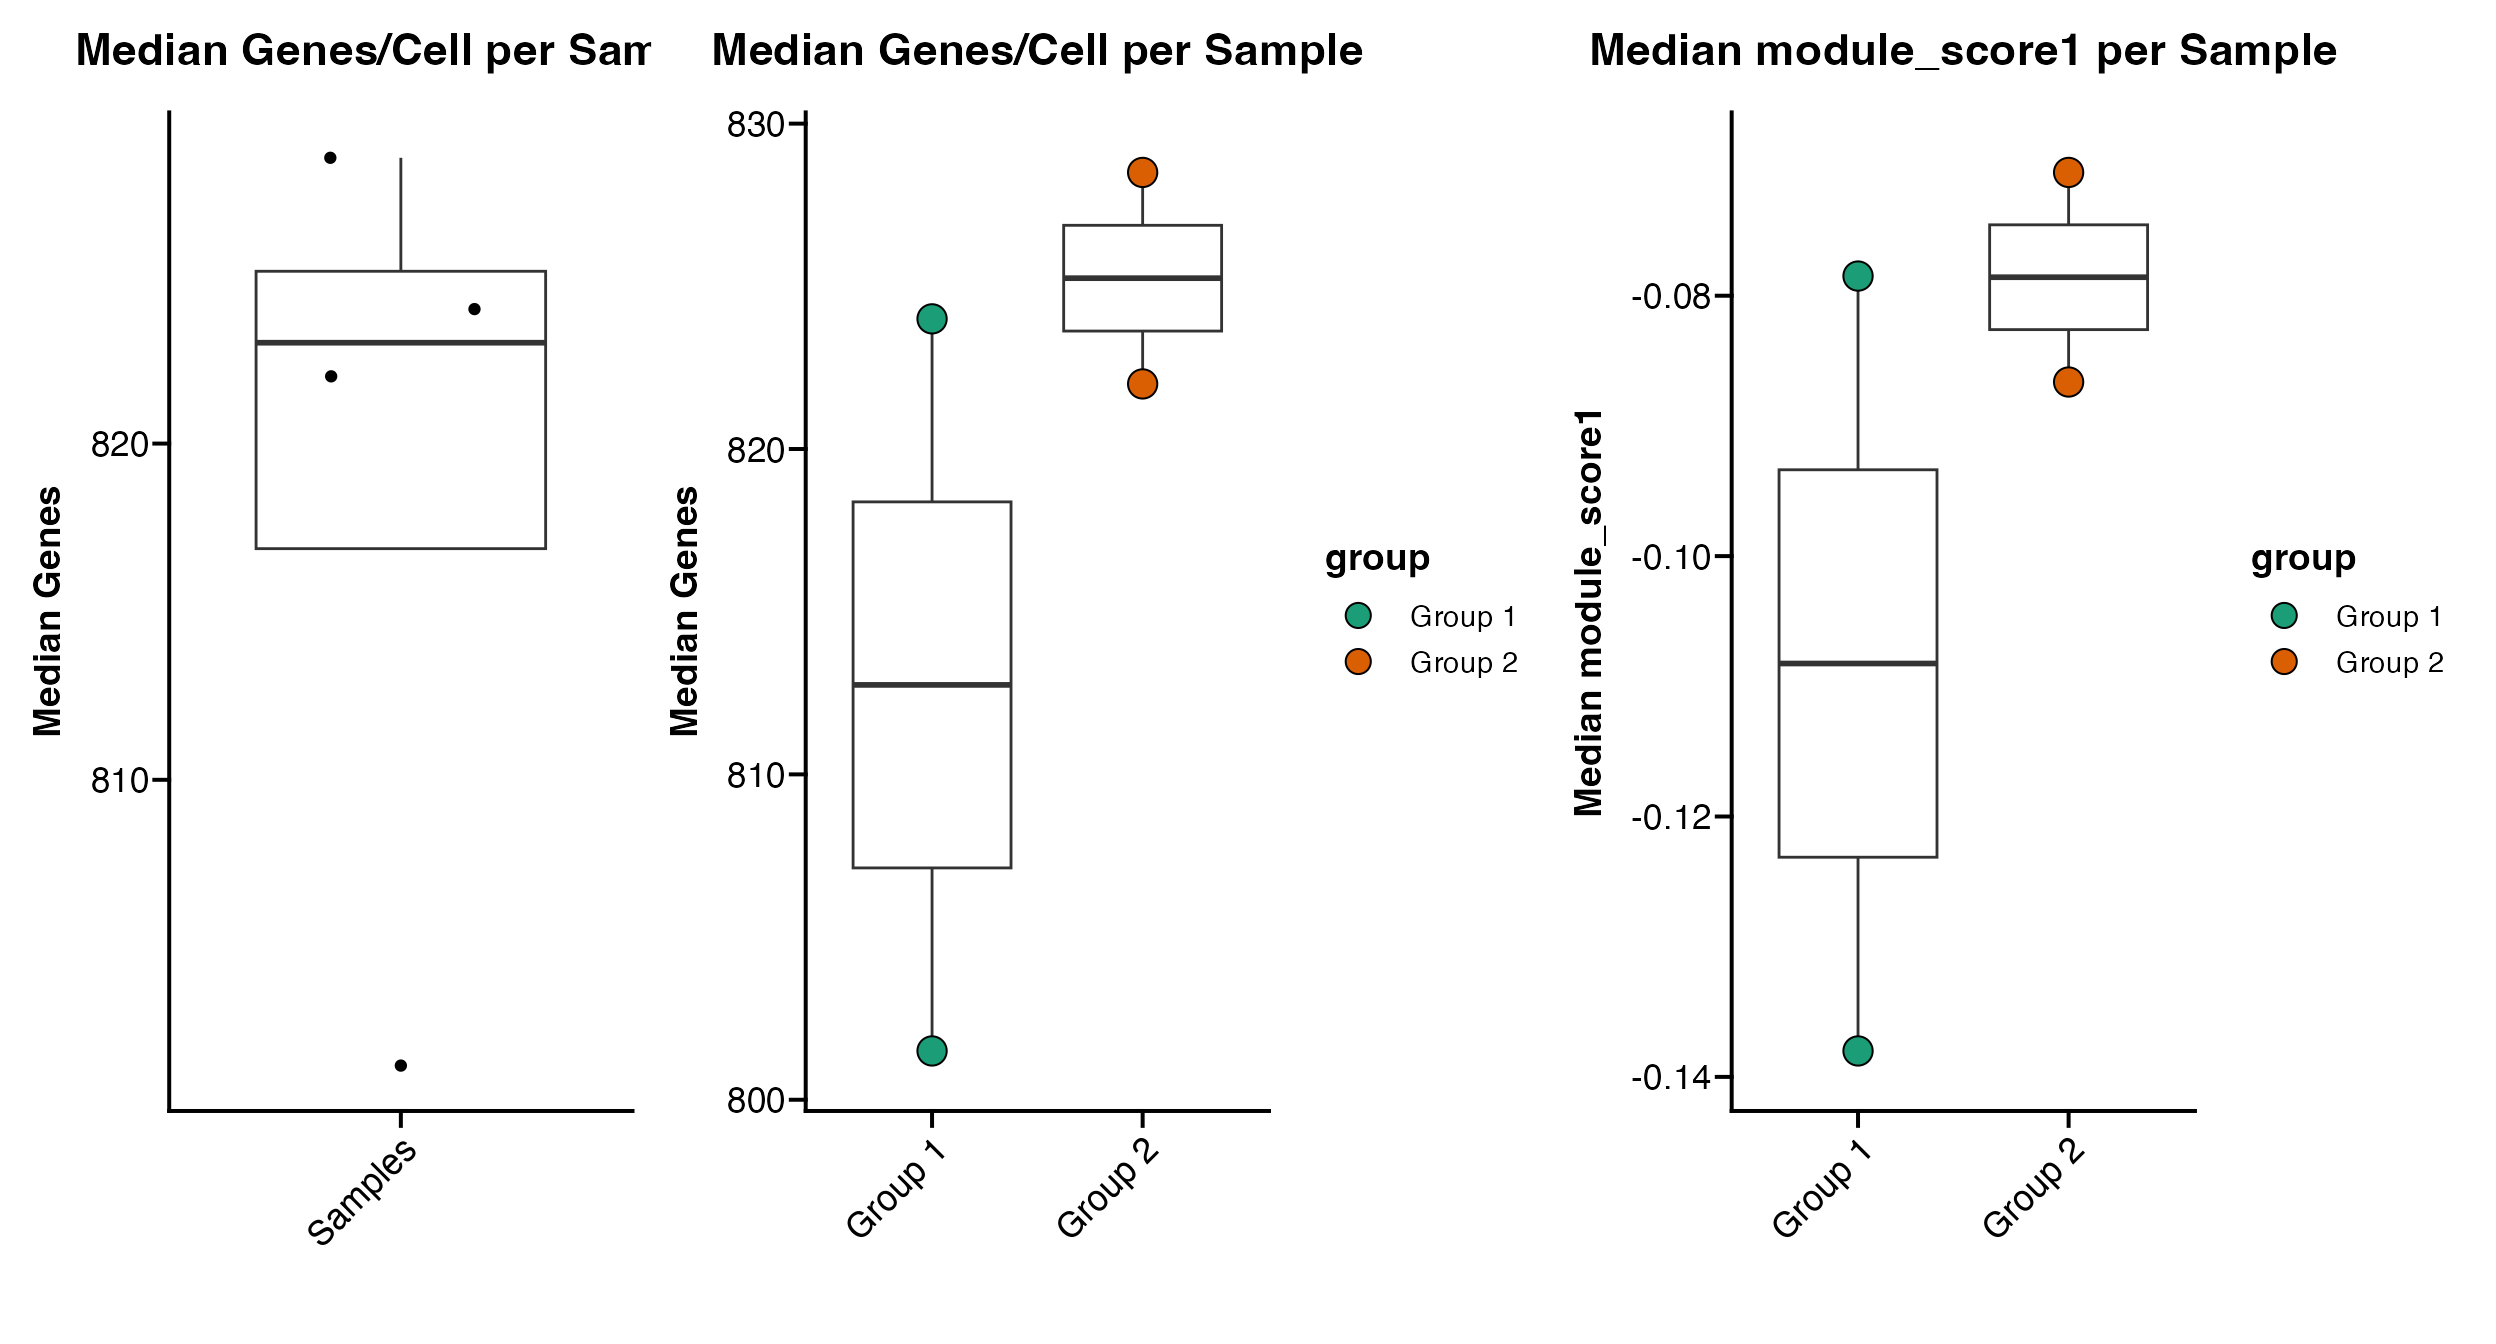 Median Genes/Cell per Sam
Median Genes
820
810
Samples
Median Genes/Cell per Sample
Median Genes
830
820
810
800
Group 1
Group 2
group
Group 1
Group 2
Median module_score1 per Sample
Median module_score1
-0.08
-0.10
-0.12
-0.14
Group 1
Group 2
group
Group 1
Group 2